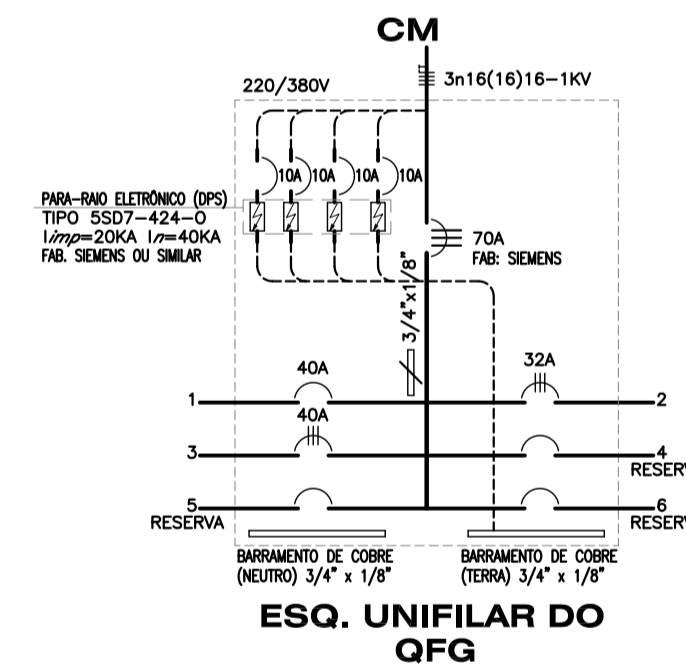 CM
3n16(16)16-1KV
220/380V
10A 10A 10A 10A
PARA-RAIO ELETRÔNICO (DPS)
TIPO 5SD7-424-0
Iimp=20KA In=40KA
FAB. SIEMENS OU SIMILAR
70A
FAB: SIEMENS
3/4"x1/8"
40A
32A
1
2
40A
3
4
RESERV
5
RESERVA
6
RESERV
BARRAMENTO DE COBRE
(NEUTRO) 3/4" x 1/8"
BARRAMENTO DE COBRE
(TERRA) 3/4" x 1/8"
ESQ. UNIFILAR DO
QFG